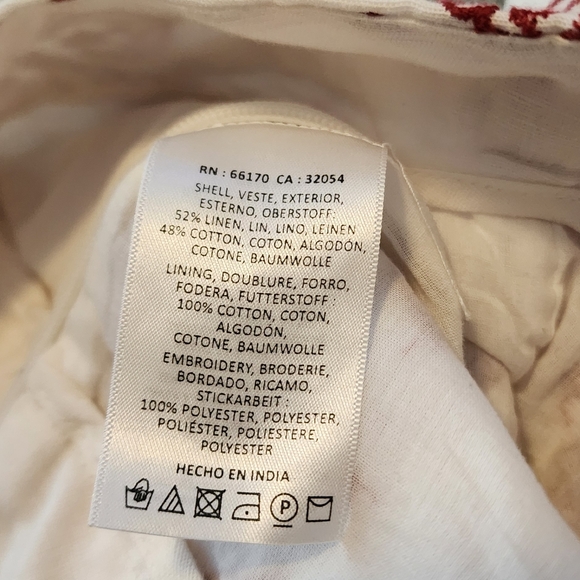 RN : 66170 CA : 32054
SHELL, VESTE, EXTERIOR,
ESTERNO, OBERSTOFF:
52% LINEN, LIN, LINO, LEINEN
48% COTTON, COTON, ALGODÓN,
COTONE, BAUMWOLLE
LINING, DOUBLURE, FORRO,
FODERA, FUTTERSTOFF :
100% COTTON, COTON,
ALGODÓN,
COTONE, BAUMWOLLE
EMBROIDERY, BRODERIE,
BORDADO, RICAMO,
STICKARBEIT :
100% POLYESTER, POLYESTER,
POLIÉSTER, POLIESTERE,
POLYESTER
HECHO EN INDIA
P